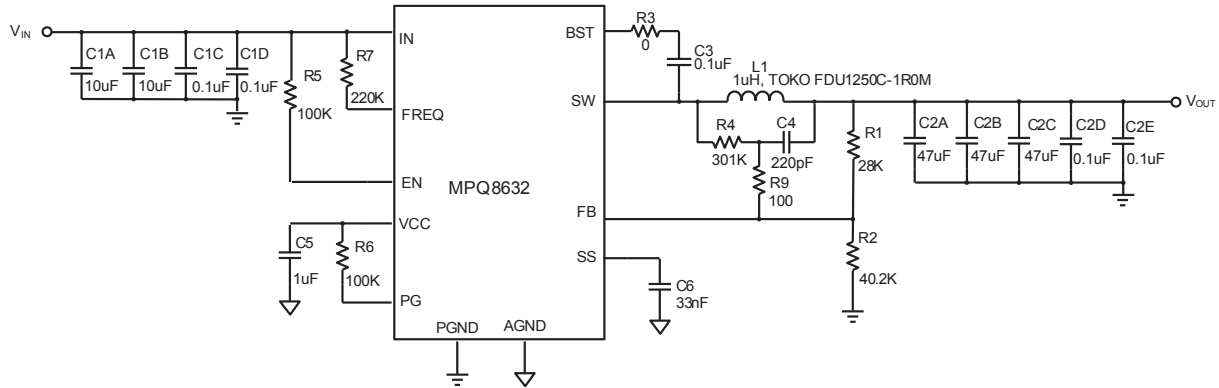 V_IN
C1A
10uF
C1B
10uF
C1C
0.1uF
C1D
0.1uF
R5
100K
R7
220K
IN
FREQ
EN
VCC
PG
PGND
AGND
MPQ8632
BST
SW
FB
SS
C5
1uF
R6
100K
R3
0
C3
0.1uF
L1
1uH, TOKO FDU1250C-1R0M
R4
301K
C4
220pF
R9
100
R1
28K
R2
40.2K
C6
33nF
C2A
47uF
C2B
47uF
C2C
47uF
C2D
0.1uF
C2E
0.1uF
V_OUT